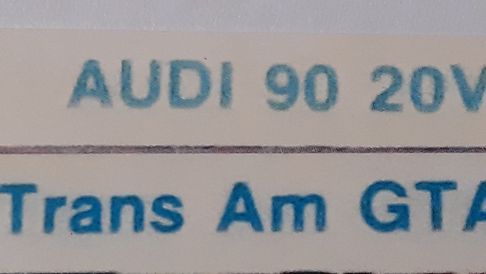 AUDI 90 20V
Trans Am GTA